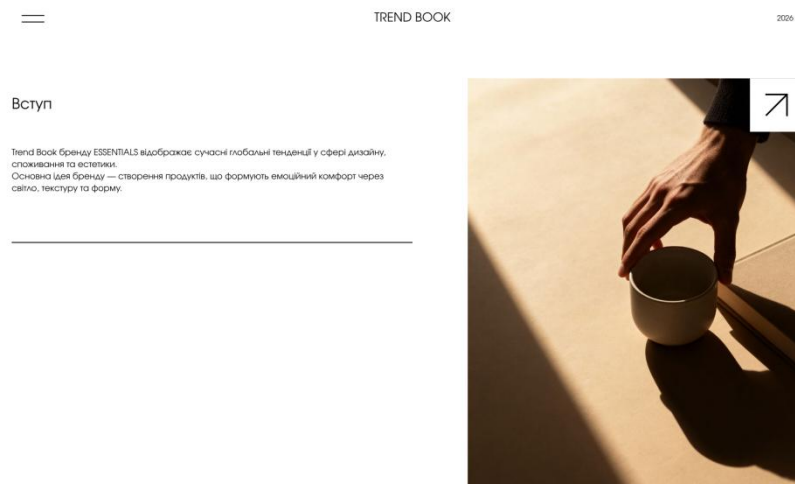 TREND BOOK
2026
Вступ
Trend Book бренду ESSENTIALS відображає сучасні глобальні тенденції у сфері дизайну,
споживання та естетики.
Основна ідея бренду — створення продуктів, що формують емоційний комфорт через
світло, текстуру та форму.